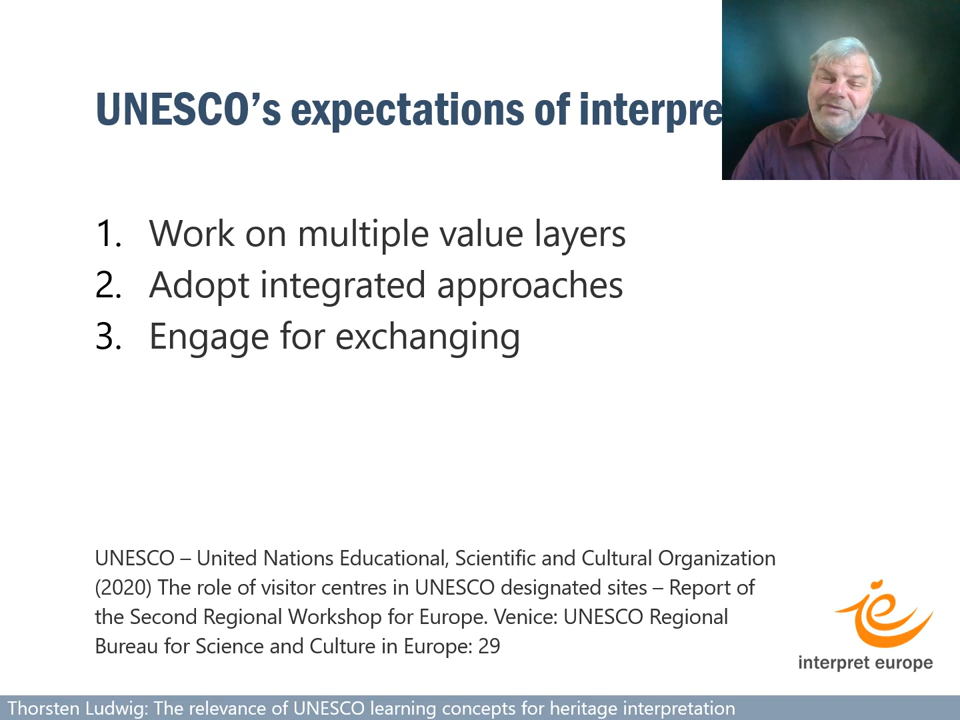 UNESCO’s expectations of interpre
1. Work on multiple value layers
2. Adopt integrated approaches
3. Engage for exchanging
UNESCO – United Nations Educational, Scientific and Cultural Organization
(2020) The role of visitor centres in UNESCO designated sites – Report of
the Second Regional Workshop for Europe. Venice: UNESCO Regional
Bureau for Science and Culture in Europe: 29
interpret europe
Thorsten Ludwig: The relevance of UNESCO learning concepts for heritage interpretation